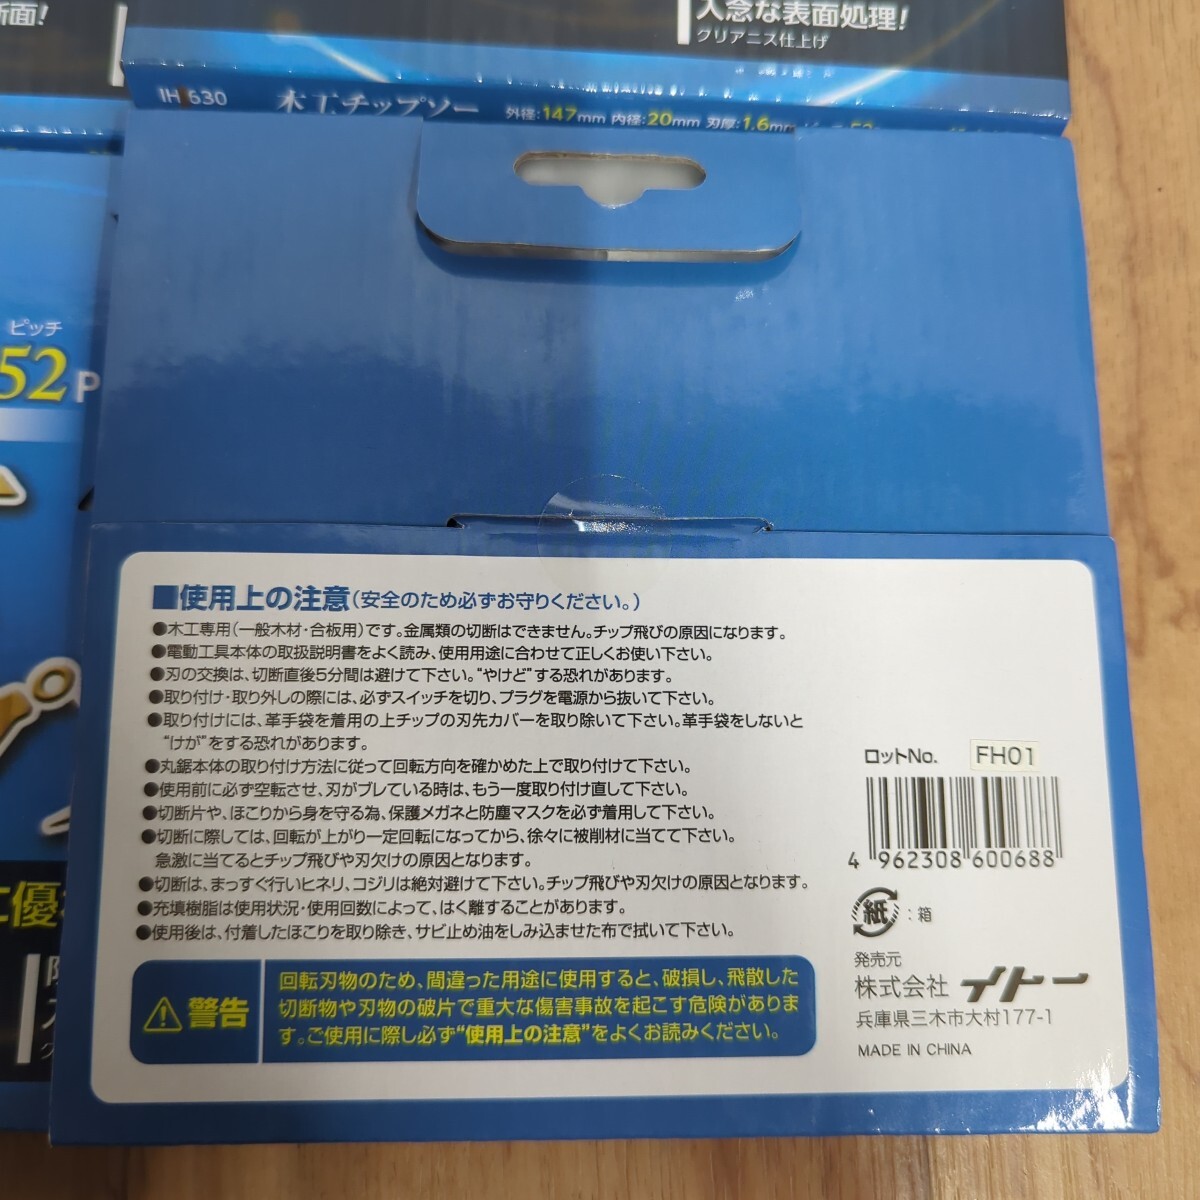 断面!
入念な表面処理!
クリアニス仕上げ
IH-630 木工チップソー 外径:147mm 内径:20mm 刃厚:1.6mm
ピッチ
52P
■使用上の注意(安全のため必ずお守りください。)
●木工専用(一般木材・合板用)です。金属類の切断はできません。チップ飛びの原因になります。
●電動工具本体の取扱説明書をよく読み、使用用途に合わせて正しくお使い下さい。
●刃の交換は、切断直後5分間は避けて下さい。"やけど"する恐れがあります。
●取り付け・取り外しの際には、必ずスイッチを切り、プラグを電源から抜いて下さい。
●取り付けには、革手袋を着用の上チップの刃先カバーを取り除いて下さい。革手袋をしないと
"けが"をする恐れがあります。
●丸鋸本体の取り付け方法に従って回転方向を確かめた上で取り付けて下さい。
●使用前に必ず空転させ、刃がブレている時は、もう一度取り付け直して下さい。
●切断片や、ほこりから身を守る為、保護メガネと防塵マスクを必ず着用して下さい。
●切断に際しては、回転が上がり一定回転になってから、徐々に被削材に当てて下さい。
急激に当てるとチップ飛びや刃欠けの原因となります。
●切断は、まっすぐ行いヒネリ、コジリは絶対避けて下さい。チップ飛びや刃欠けの原因となります。
●充填樹脂は使用状況・使用回数によって、はく離することがあります。
●使用後は、付着したほこりを取り除き、サビ止め油をしみ込ませた布で拭いて下さい。
警告
回転刃物のため、間違った用途に使用すると、破損し、飛散した
切断物や刃物の破片で重大な傷害事故を起こす危険がありま
す。ご使用に際し必ず"使用上の注意"をよくお読みください。
ロットNo. FH01
4 962308 600688
紙 : 箱
発売元
株式会社 イトー
兵庫県三木市大村177-1
MADE IN CHINA